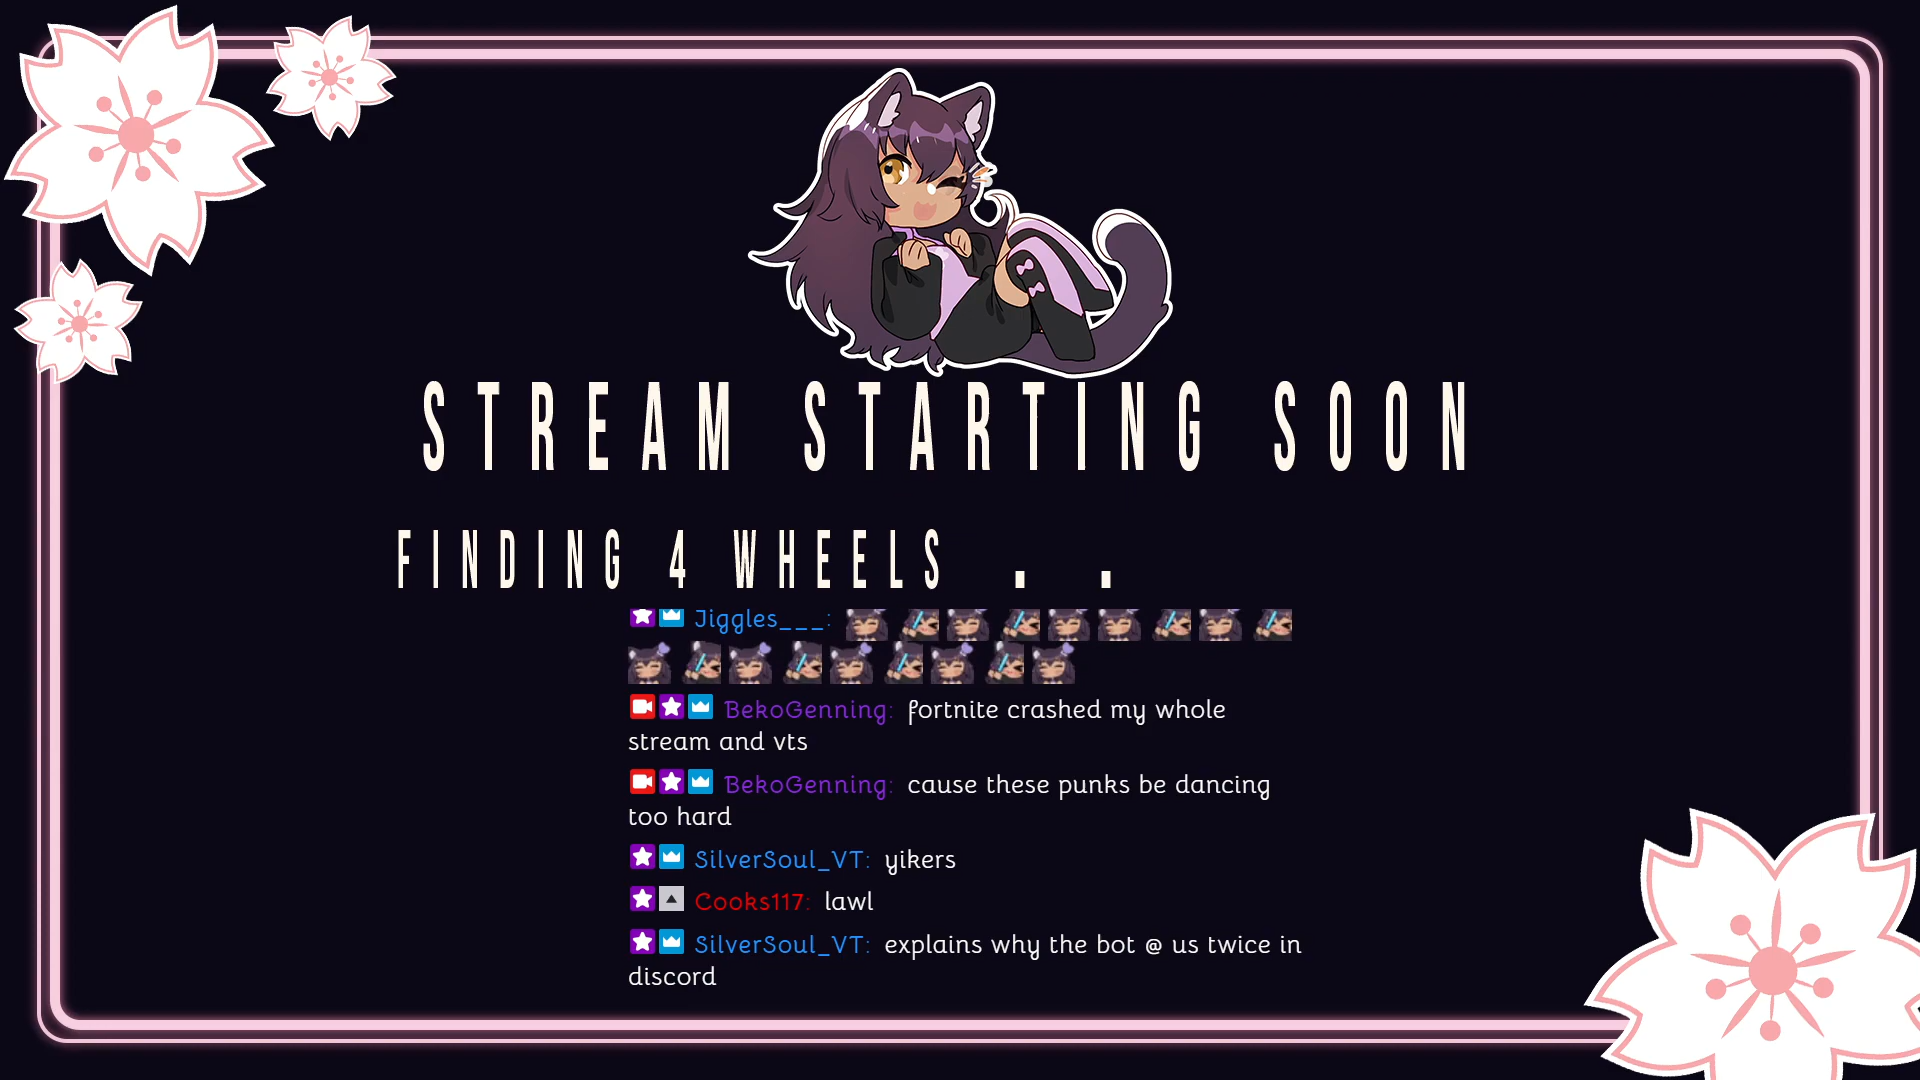 STREAM STARTING SOON
FINDING 4 WHEELS . .
Jiggles___:
BekoGenning: fortnite crashed my whole
stream and vts
BekoGenning: cause these punks be dancing
too hard
SilverSoul_VT: yikers
Cooks117: lawl
SilverSoul_VT: explains why the bot @ us twice in
discord